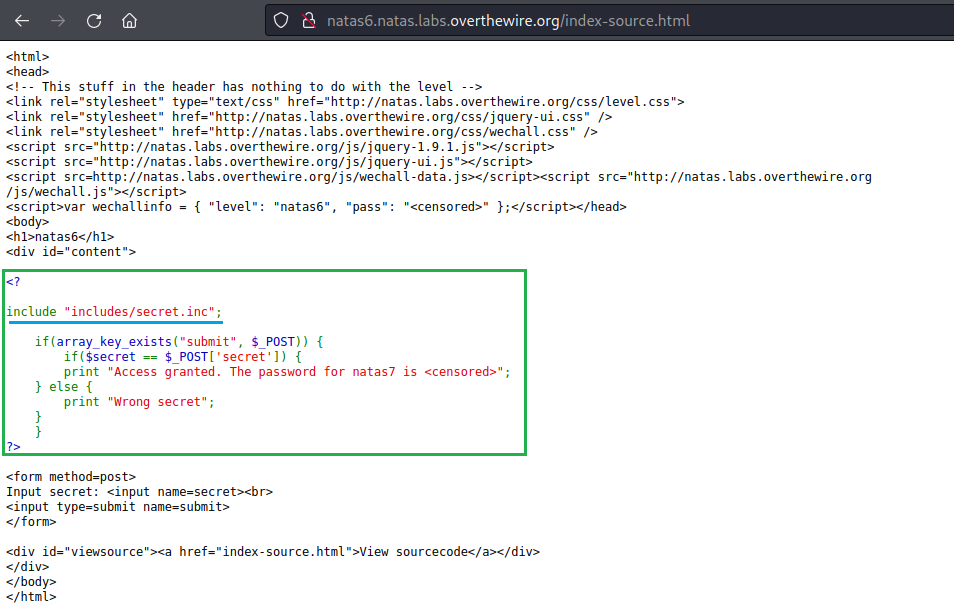 natas6.natas.labs.overthewire.org/index-source.html
<html>
<head>
<!-- This stuff in the header has nothing to do with the level -->
<link rel="stylesheet" type="text/css" href="http://natas.labs.overthewire.org/css/level.css">
<link rel="stylesheet" href="http://natas.labs.overthewire.org/css/jquery-ui.css" />
<link rel="stylesheet" href="http://natas.labs.overthewire.org/css/wechall.css" />
<script src="http://natas.labs.overthewire.org/js/jquery-1.9.1.js"></script>
<script src="http://natas.labs.overthewire.org/js/jquery-ui.js"></script>
<script src=http://natas.labs.overthewire.org/js/wechall-data.js></script><script src="http://natas.labs.overthewire.org
/js/wechall.js"></script>
<script>var wechallinfo = { "level": "natas6", "pass": "<censored>" };</script></head>
<body>
<h1>natas6</h1>
<div id="content">
<?
include "includes/secret.inc";
if(array_key_exists("submit", $_POST)) {
if($secret == $_POST['secret']) {
print "Access granted. The password for natas7 is <censored>";
} else {
print "Wrong secret";
}
}
?>
<form method=post>
Input secret: <input name=secret><br>
<input type=submit name=submit>
</form>
<div id="viewsource"><a href="index-source.html">View sourcecode</a></div>
</div>
</body>
</html>